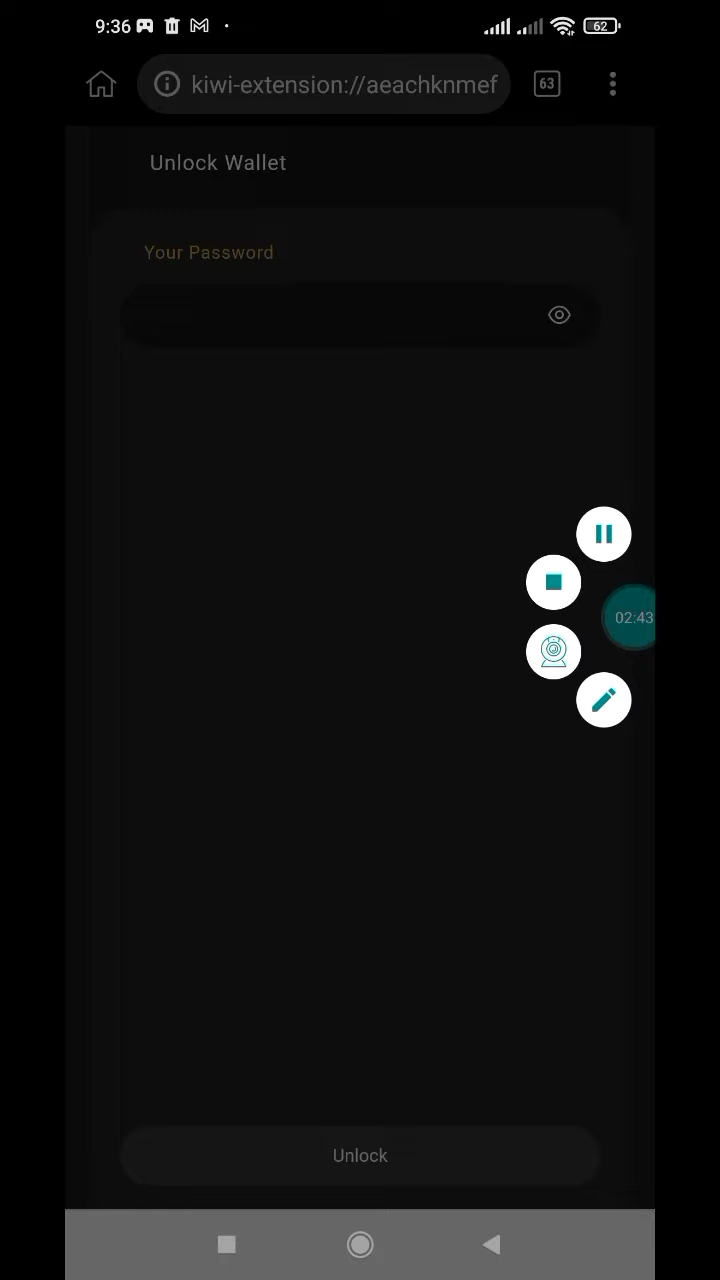 9:36
62
kiwi-extension://aeachknmef
63
Unlock Wallet
Your Password
02:43
Unlock